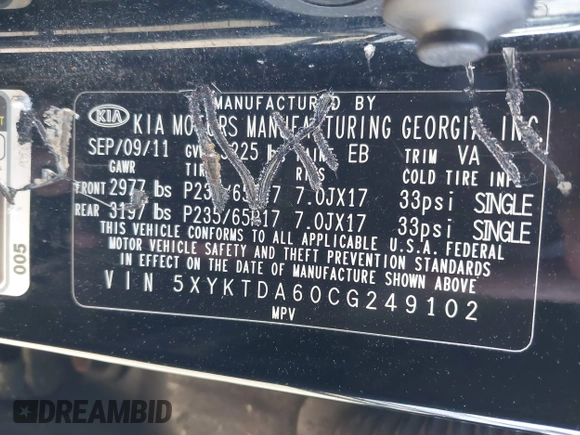 MANUFACTURED BY
KIA KIA MOTORS MANUFACTURING GEORGIA, INC
SEP/09/11 EB TRIM VA
GAWR COLD TIRE INF.
FRONT 2977 lbs 7.0JX17 33psi SINGLE
REAR 3197 lbs P235/65R17 7.0JX17 33psi SINGLE
THIS VEHICLE CONFORMS TO ALL APPLICABLE U.S.A. FEDERAL
MOTOR VEHICLE SAFETY AND THEFT PREVENTION STANDARDS
IN EFFECT ON THE DATE OF MANUFACTURE SHOWN ABOVE
VIN 5XYKTDA60CG249102
MPV
005
DREAMBID